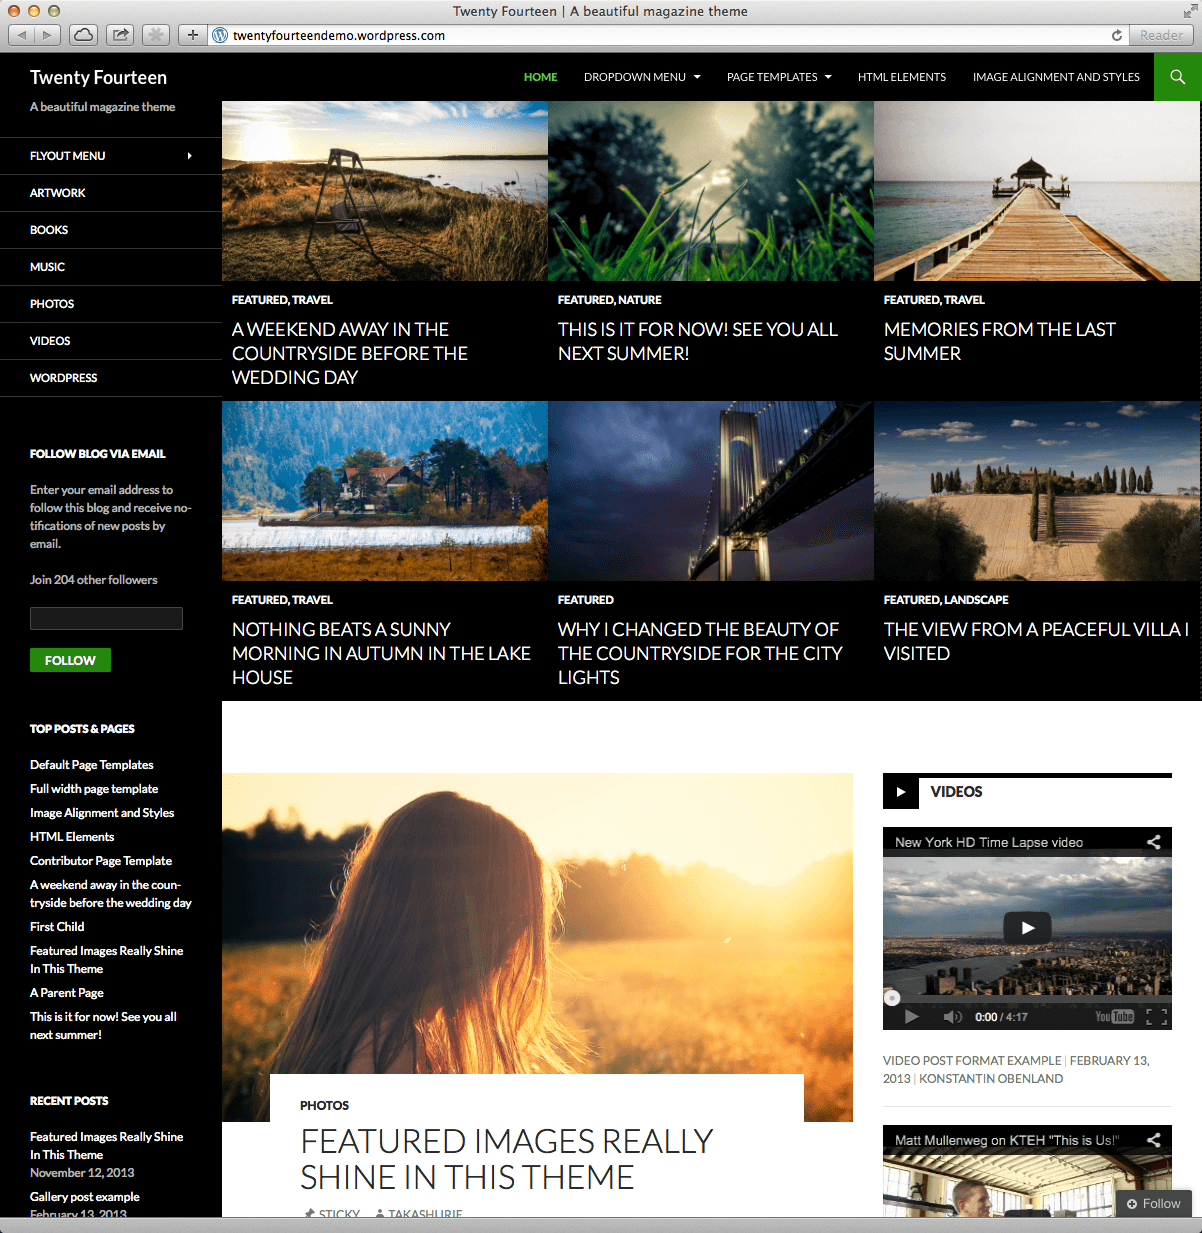 Twenty Fourteen | A beautiful magazine theme
twentyfourteendemo.wordpress.com
Reader
Twenty Fourteen
HOME
DROPDOWN MENU
PAGE TEMPLATES
HTML ELEMENTS
IMAGE ALIGNMENT AND STYLES
A beautiful magazine theme
FLYOUT MENU
ARTWORK
BOOKS
MUSIC
PHOTOS
VIDEOS
WORDPRESS
FOLLOW BLOG VIA EMAIL
Enter your email address to
follow this blog and receive no-
tifications of new posts by
email.
Join 204 other followers
FOLLOW
TOP POSTS & PAGES
Default Page Templates
Full width page template
Image Alignment and Styles
HTML Elements
Contributor Page Template
A weekend away in the coun-
tryside before the wedding day
First Child
Featured Images Really Shine
In This Theme
A Parent Page
This is it for now! See you all
next summer!
RECENT POSTS
Featured Images Really Shine
In This Theme
November 12, 2013
Gallery post example
February 13, 2013
FEATURED, TRAVEL
A WEEKEND AWAY IN THE
COUNTRYSIDE BEFORE THE
WEDDING DAY
FEATURED, NATURE
THIS IS IT FOR NOW! SEE YOU ALL
NEXT SUMMER!
FEATURED, TRAVEL
MEMORIES FROM THE LAST
SUMMER
FEATURED, TRAVEL
NOTHING BEATS A SUNNY
MORNING IN AUTUMN IN THE LAKE
HOUSE
FEATURED
WHY I CHANGED THE BEAUTY OF
THE COUNTRYSIDE FOR THE CITY
LIGHTS
FEATURED, LANDSCAPE
THE VIEW FROM A PEACEFUL VILLA I
VISITED
PHOTOS
FEATURED IMAGES REALLY
SHINE IN THIS THEME
STICKY
TAKASHI IRIE
VIDEOS
New York HD Time Lapse video
0:00 / 4:17
YouTube
VIDEO POST FORMAT EXAMPLE | FEBRUARY 13,
2013 | KONSTANTIN OBENLAND
Matt Mullenweg on KTEH "This is Us!"
Follow